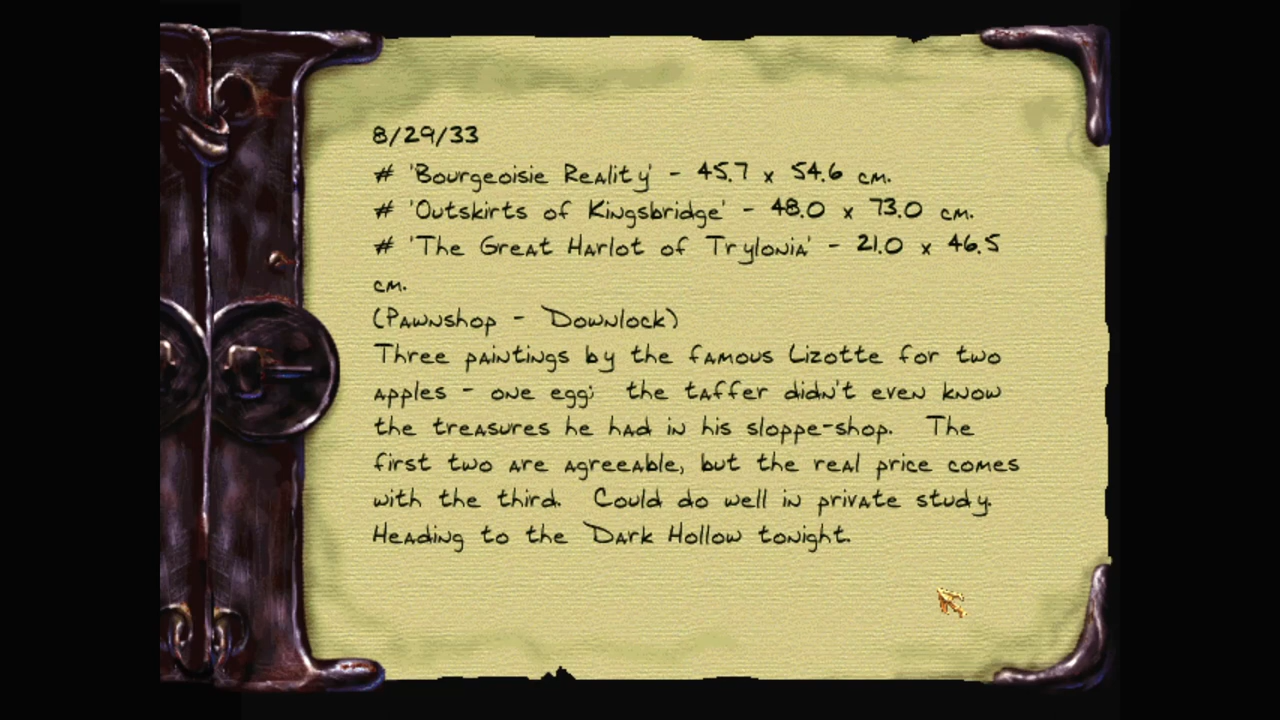 8/29/33
# 'Bourgeoisie Reality' - 45.7 x 54.6 cm.
# 'Outskirts of Kingsbridge' - 48.0 x 73.0 cm.
# 'The Great Harlot of Trylonia' - 21.0 x 46.5
cm.
(Pawnshop - Downlock)
Three paintings by the famous Lizotte for two
apples - one egg;  the taffer didn't even know
the treasures he had in his sloppe-shop.  The
first two are agreeable, but the real price comes
with the third.  Could do well in private study.
Heading to the Dark Hollow tonight.